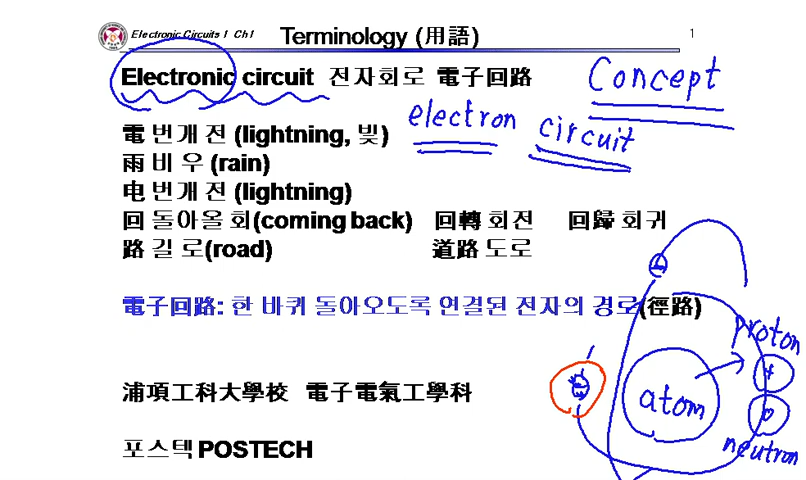 Electronic Circuits 1 Ch1
Terminology (用語)
1
Electronic circuit 전자회로 電子回路
Concept
electron circuit
電 번개 전 (lightning, 빚)
雨 비 우 (rain)
电 번개 전 (lightning)
回 돌아올 회(coming back) 回轉 회전 回歸 회귀
路 길 로(road) 道路 도로
電子回路: 한 바퀴 돌아오도록 연결된 전자의 경로(徑路)
proton
+
atom
0
neutron
浦項工科大學校 電子電氣工學科
포스텍 POSTECH